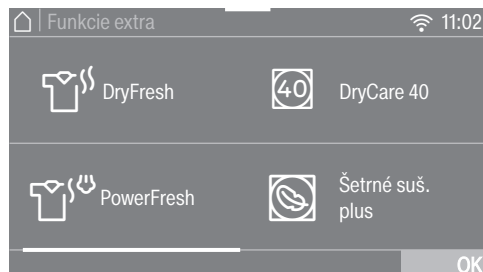 Funkcie extra
11:02
DryFresh
40
DryCare 40
PowerFresh
Šetrné suš.
plus
OK